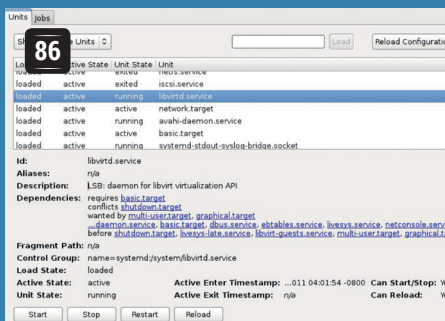 Units Jobs
86
Units
Load
Reload Configuratio
Active State Unit State Unit
loaded active exited netfs.service
loaded active exited iscsi.service
loaded active running libvirtd.service
loaded active active network.target
loaded active running avahi-daemon.service
loaded active active basic.target
loaded active running systemd-stdout-syslog-bridge.socket
Id: libvirtd.service
Aliases: n/a
Description: LSB: daemon for libvirt virtualization API
Dependencies: requires basic.target
conflicts shutdown.target
wanted by multi-user.target, graphical.target
...daemon.service, basic.target, dbus.service, ebtables.service, livesys.service, netconsole.serv
before shutdown.target, livesys-late.service, libvirt-guests.service, multi-user.target, graphical.t
Fragment Path: n/a
Control Group: name=systemd:/system/libvirtd.service
Load State: loaded
Active State: active Active Enter Timestamp: ...011 04:01:54 -0800 Can Start/Stop: Y
Unit State: running Active Exit Timestamp: n/a Can Reload: Y
Start Stop Restart Reload